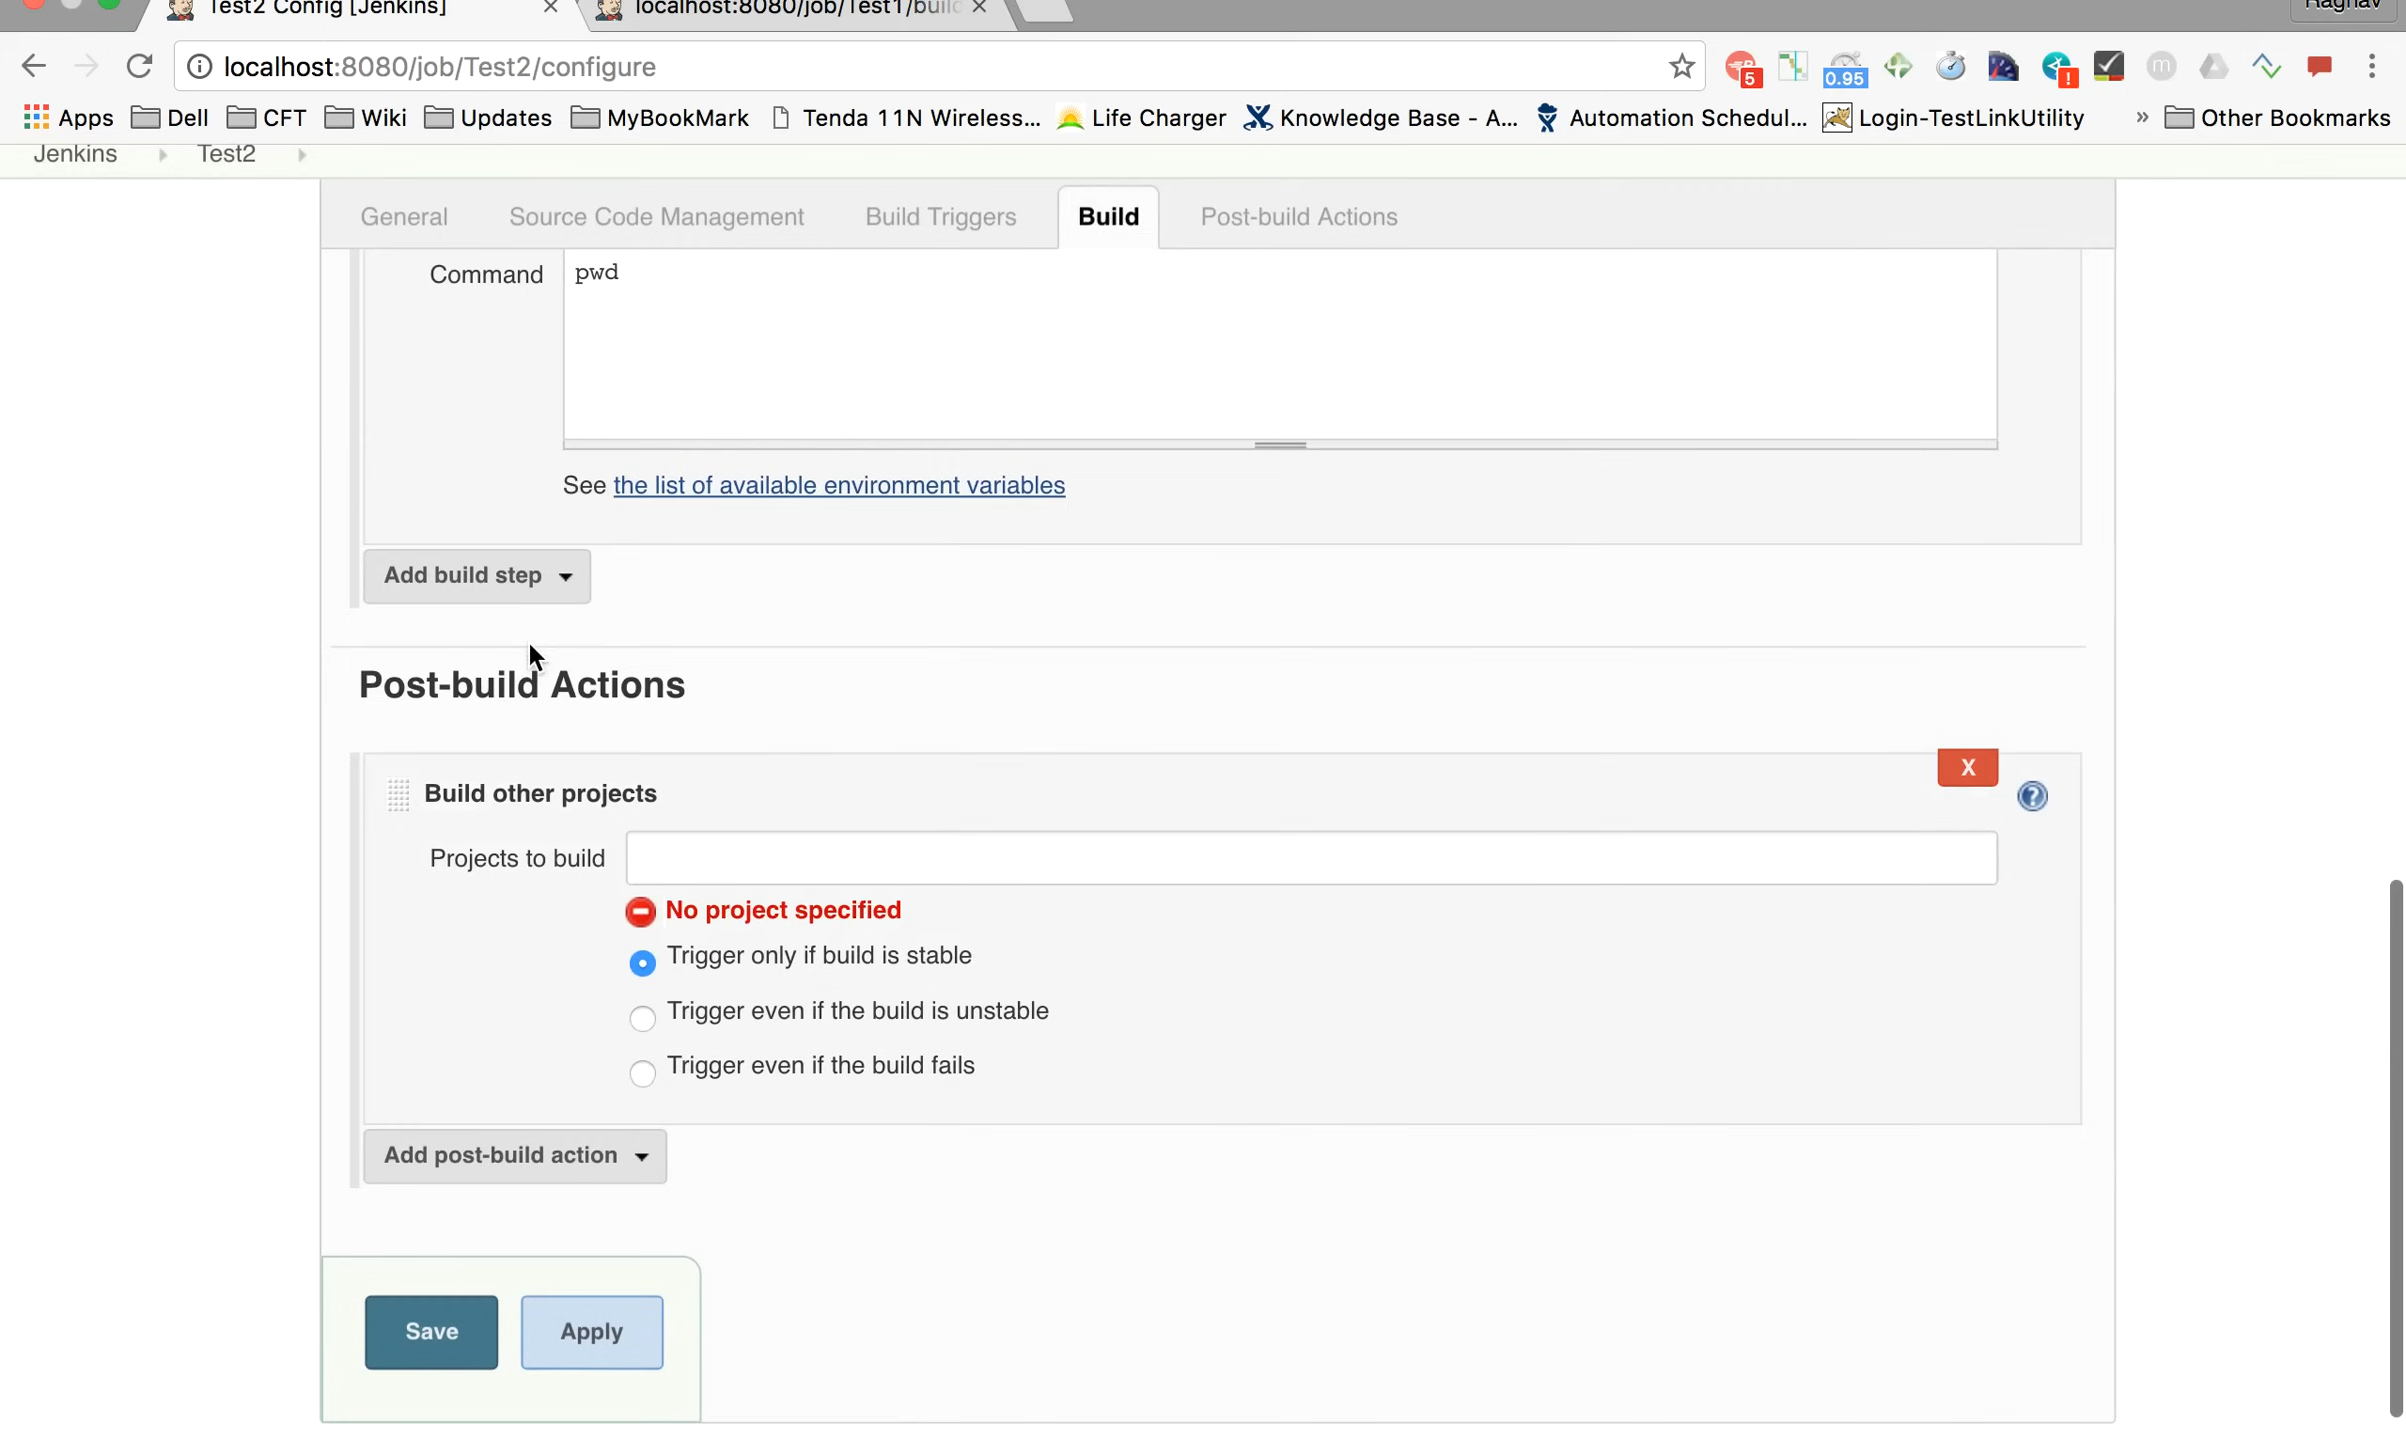 Test2 Config [Jenkins]
localhost:8080/job/Test1/build
Raghav
localhost:8080/job/Test2/configure
5
0.95
!
m
Apps
Dell
CFT
Wiki
Updates
MyBookMark
Tenda 11N Wireless...
Life Charger
Knowledge Base - A...
Automation Schedul...
Login-TestLinkUtility
»
Other Bookmarks
Jenkins
Test2
General
Source Code Management
Build Triggers
Build
Post-build Actions
Command
pwd
See the list of available environment variables
Add build step
Post-build Actions
X
Build other projects
?
Projects to build
No project specified
Trigger only if build is stable
Trigger even if the build is unstable
Trigger even if the build fails
Add post-build action
Save
Apply